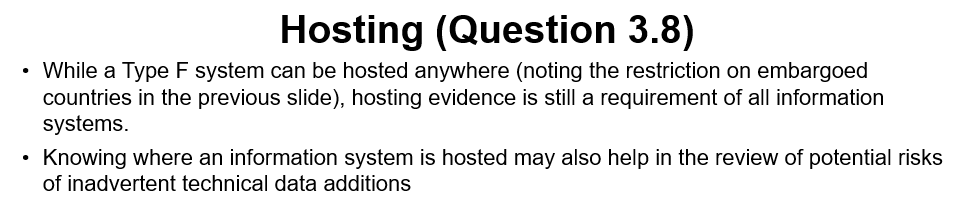 Hosting (Question 3.8)
• While a Type F system can be hosted anywhere (noting the restriction on embargoed
countries in the previous slide), hosting evidence is still a requirement of all information
systems.
• Knowing where an information system is hosted may also help in the review of potential risks
of inadvertent technical data additions